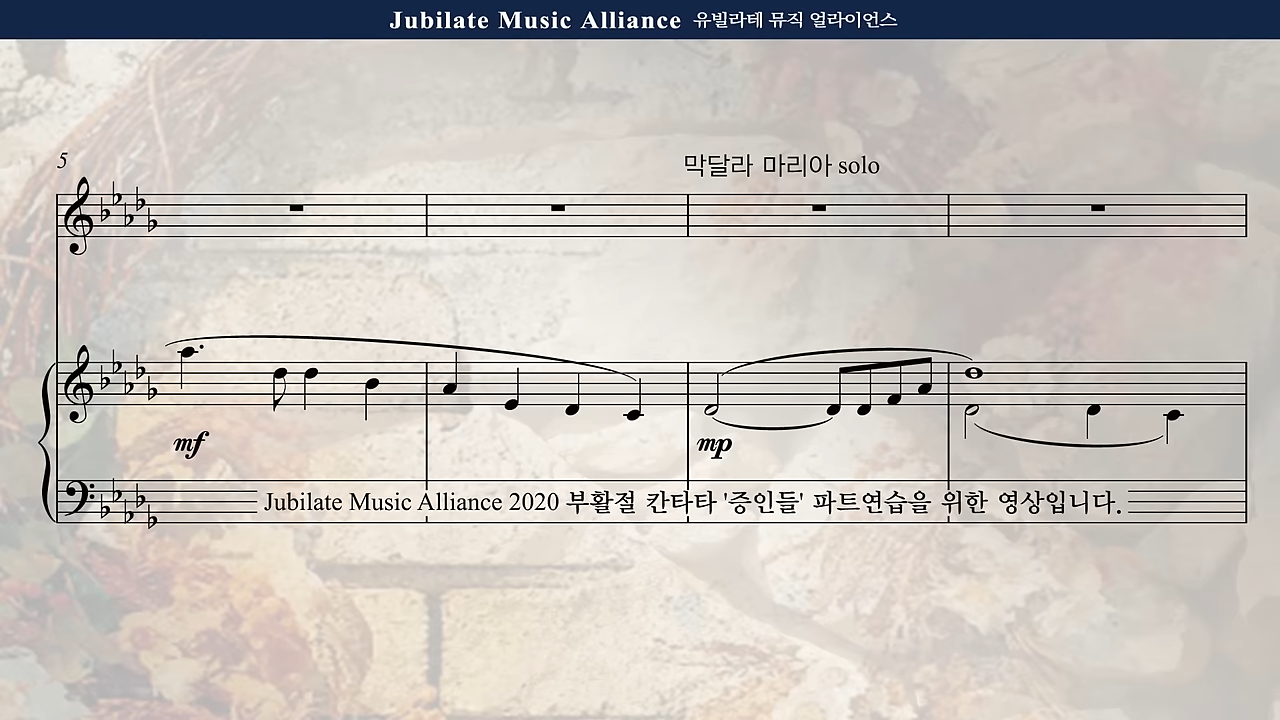 Jubilate Music Alliance 유빌라테 뮤직 얼라이언스
5
막달라 마리아 solo
mf
mp
Jubilate Music Alliance 2020 부활절 칸타타 '증인들' 파트연습을 위한 영상입니다.